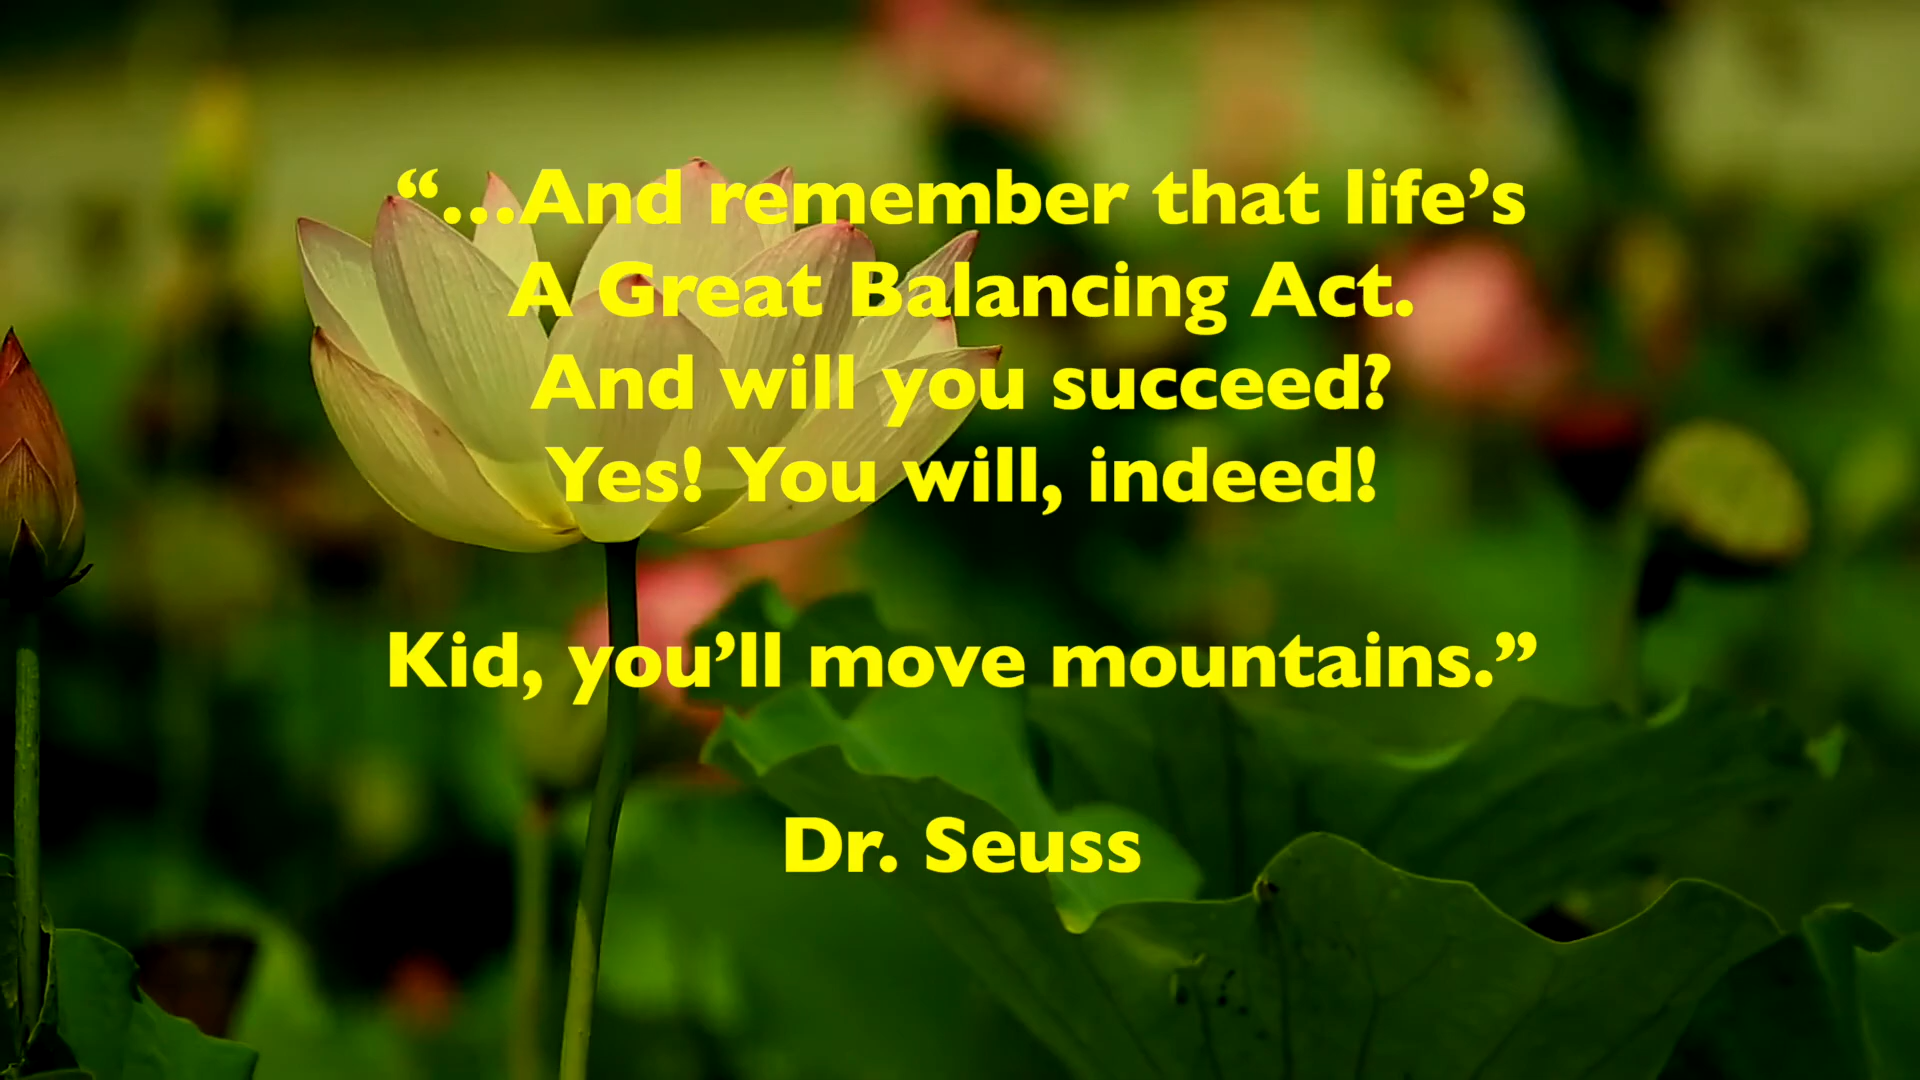 “...And remember that life’s
A Great Balancing Act.
And will you succeed?
Yes! You will, indeed!
Kid, you’ll move mountains.”
Dr. Seuss